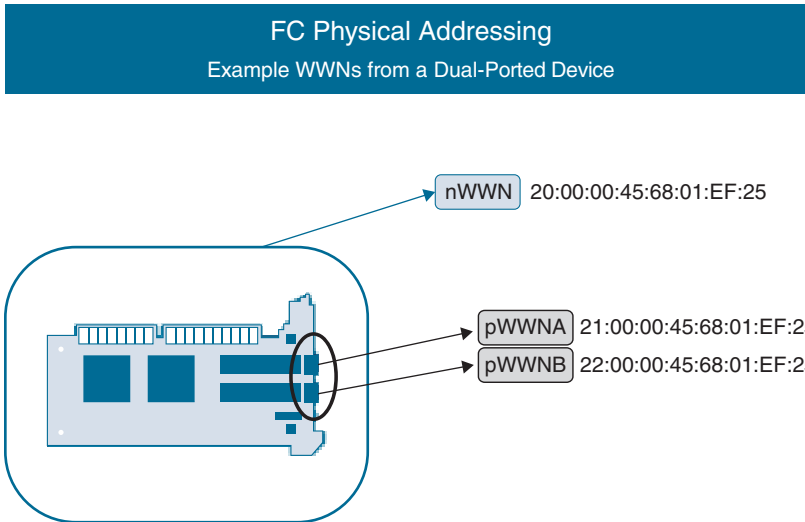 FC Physical Addressing
Example WWNs from a Dual-Ported Device
nWWN 20:00:00:45:68:01:EF:25
pWWNA 21:00:00:45:68:01:EF:2
pWWNB 22:00:00:45:68:01:EF:2